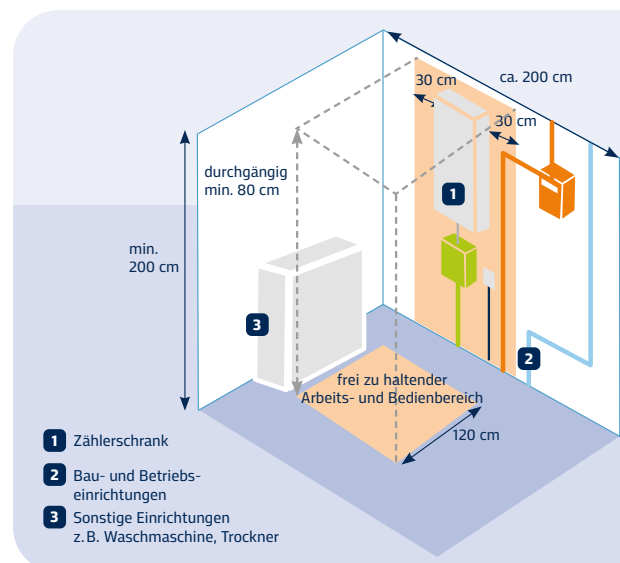 ca. 200 cm
30 cm
30 cm
durchgängig
min. 80 cm
1
min.
200 cm
3
2
frei zu haltender
Arbeits- und Bedienbereich
120 cm
1 Zählerschrank
2 Bau- und Betriebs-
einrichtungen
3 Sonstige Einrichtungen
z.B. Waschmaschine, Trockner